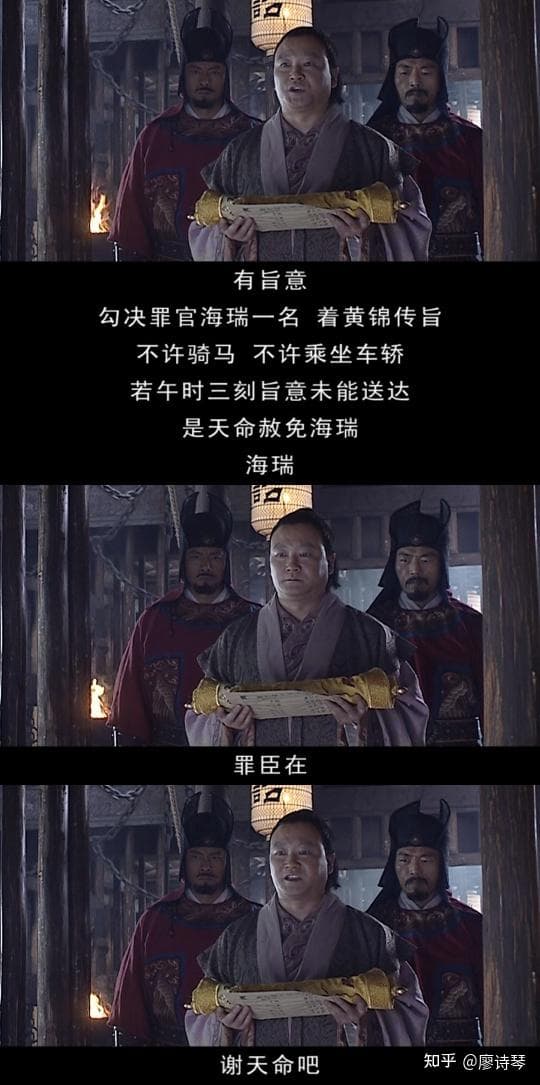 有旨意
勾决罪官海瑞一名 着黄锦传旨
不许骑马 不许乘坐车轿
若午时三刻旨意未能送达
是天命赦免海瑞
海瑞
罪臣在
谢天命吧
知乎 @廖诗琴